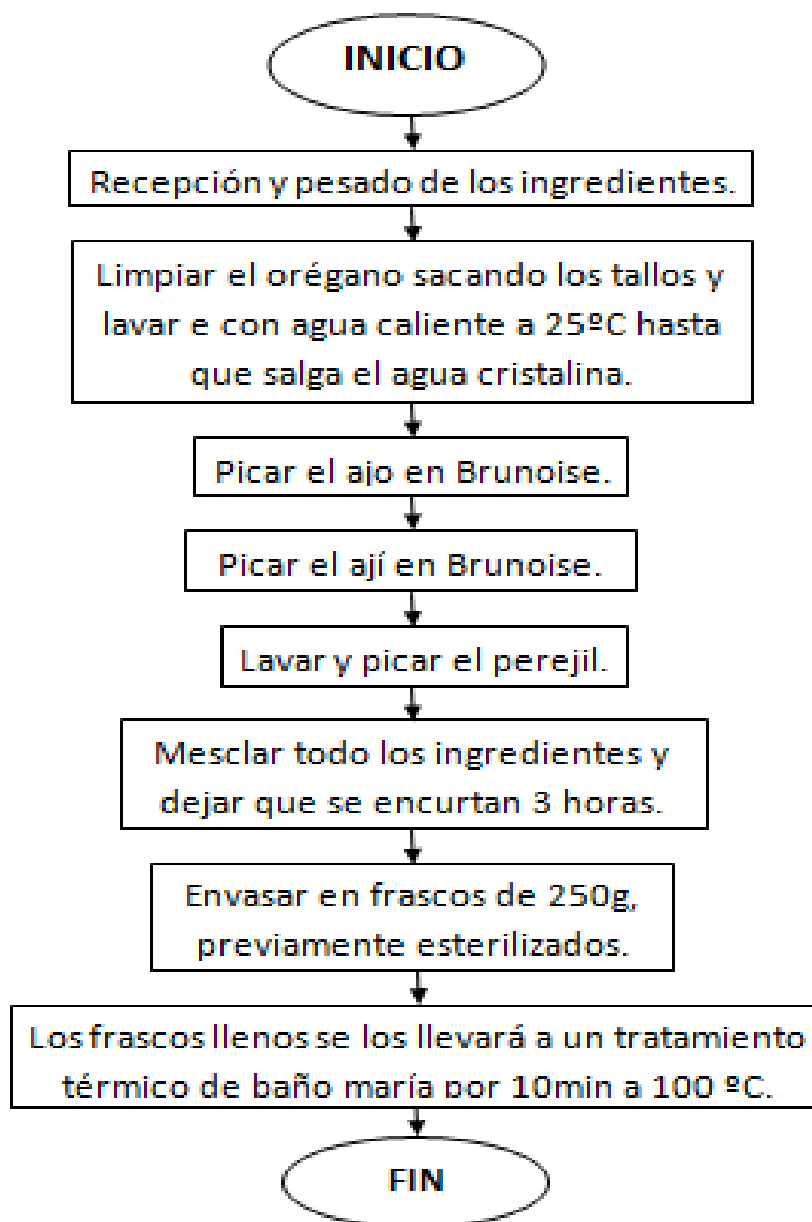 INICIO
Recepción y pesado de los ingredientes.
Limpiar el orégano sacando los tallos y
lavar e con agua caliente a 25ºC hasta
que salga el agua cristalina.
Picar el ajo en Brunoise.
Picar el ají en Brunoise.
Lavar y picar el perejil.
Mesclar todo los ingredientes y
dejar que se encurtan 3 horas.
Envasar en frascos de 250g,
previamente esterilizados.
Los frascos llenos se los llevará a un tratamiento
térmico de baño maría por 10min a 100 ºC.
FIN